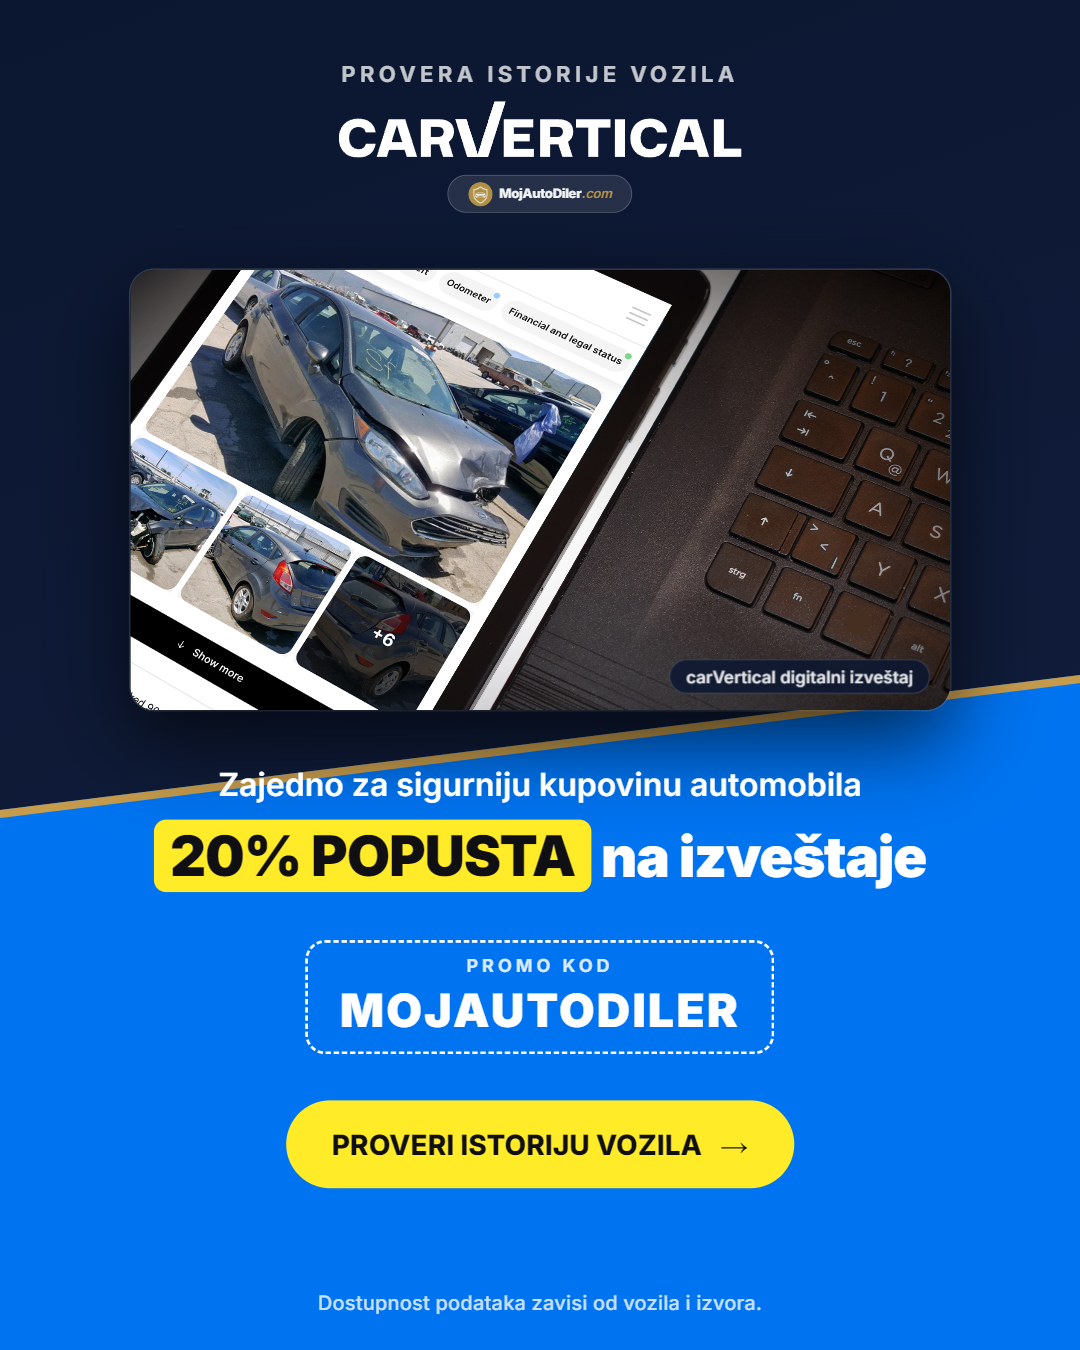 PROVERA ISTORIJE VOZILA
CARVERTICAL
MojAutoDiler.com
Odometer
Financial and legal status
+6
↓ Show more
esc
?
!
1
"
2
Q
@
W
A
S
>
<
|
Y
X
strg
fn
alt
carVertical digitalni izveštaj
Zajedno za sigurniju kupovinu automobila
20% POPUSTA na izveštaje
PROMO KOD
MOJAUTODILER
PROVERI ISTORIJU VOZILA →
Dostupnost podataka zavisi od vozila i izvora.